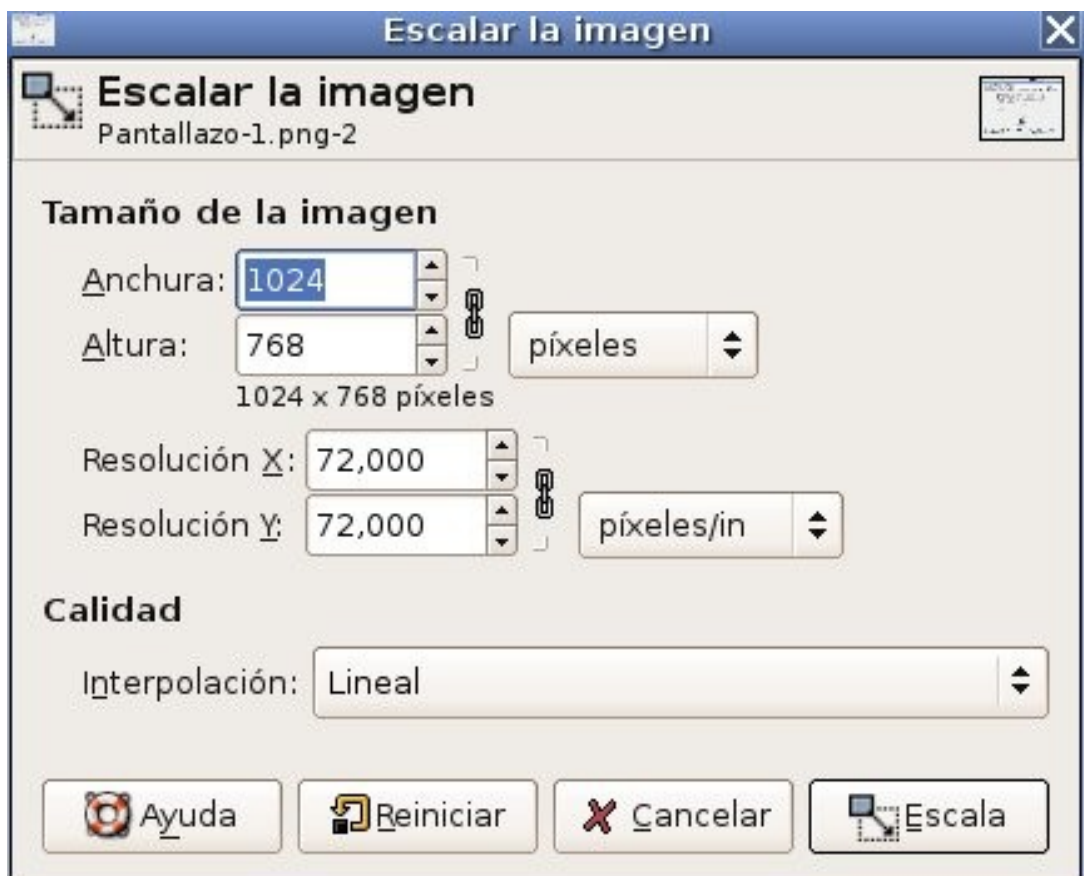 Escalar la imagen
Escalar la imagen
Pantallazo-1.png-2
Tamaño de la imagen
Anchura: 1024
Altura: 768 píxeles
1024 x 768 píxeles
Resolución X: 72,000
Resolución Y: 72,000 píxeles/in
Calidad
Interpolación: Lineal
Ayuda Reiniciar Cancelar Escala